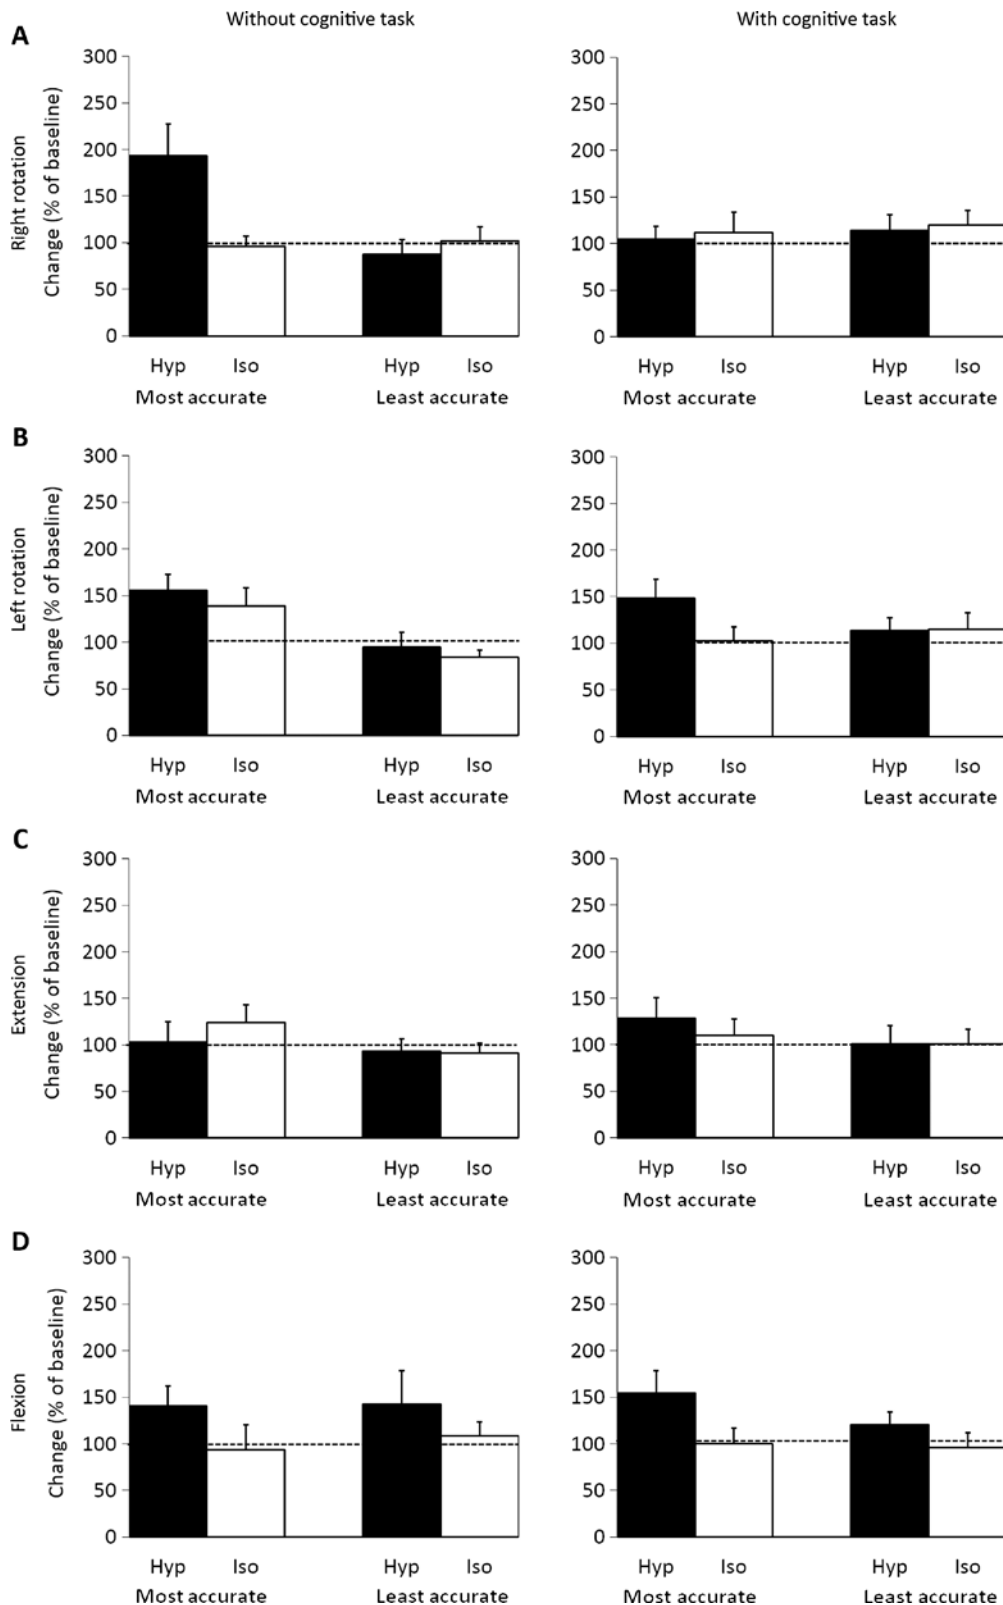 Without cognitive task
With cognitive task
A
Right rotation
Change (% of baseline)
300
250
200
150
100
50
0
Hyp Iso Hyp Iso
Most accurate Least accurate
300
250
200
150
100
50
0
Hyp Iso Hyp Iso
Most accurate Least accurate
B
Left rotation
Change (% of baseline)
300
250
200
150
100
50
0
Hyp Iso Hyp Iso
Most accurate Least accurate
300
250
200
150
100
50
0
Hyp Iso Hyp Iso
Most accurate Least accurate
C
Extension
Change (% of baseline)
300
250
200
150
100
50
0
Hyp Iso Hyp Iso
Most accurate Least accurate
300
250
200
150
100
50
0
Hyp Iso Hyp Iso
Most accurate Least accurate
D
Flexion
Change (% of baseline)
300
250
200
150
100
50
0
Hyp Iso Hyp Iso
Most accurate Least accurate
300
250
200
150
100
50
0
Hyp Iso Hyp Iso
Most accurate Least accurate